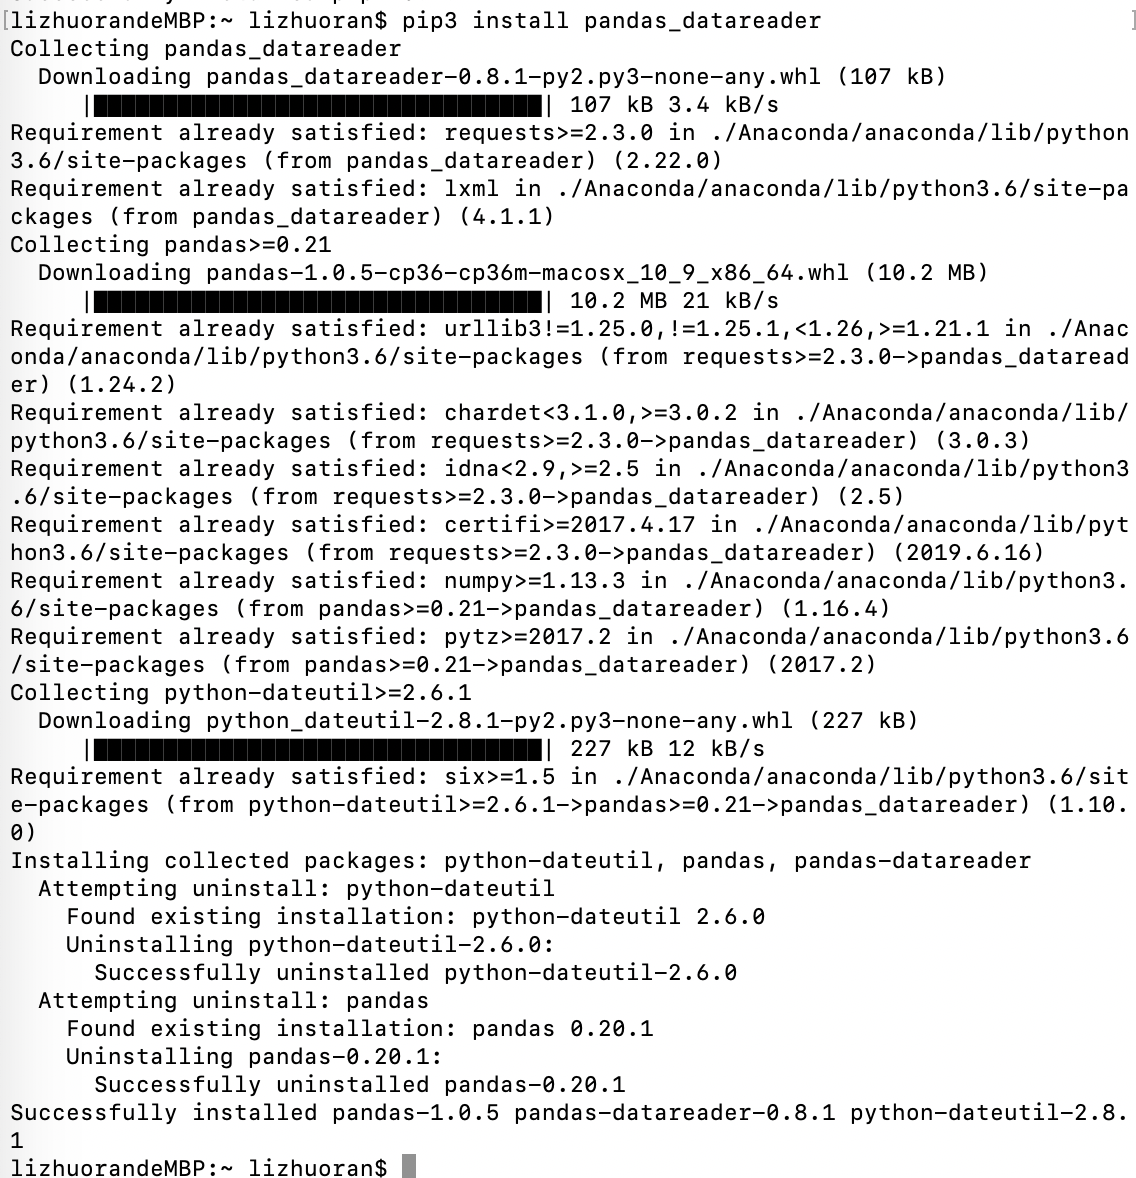 [lizhuorandeMBP:~ lizhuoran$ pip3 install pandas_datareader ]
Collecting pandas_datareader
  Downloading pandas_datareader-0.8.1-py2.py3-none-any.whl (107 kB)
     |████████████████████████████████| 107 kB 3.4 kB/s
Requirement already satisfied: requests>=2.3.0 in ./Anaconda/anaconda/lib/python
3.6/site-packages (from pandas_datareader) (2.22.0)
Requirement already satisfied: lxml in ./Anaconda/anaconda/lib/python3.6/site-pa
ckages (from pandas_datareader) (4.1.1)
Collecting pandas>=0.21
  Downloading pandas-1.0.5-cp36-cp36m-macosx_10_9_x86_64.whl (10.2 MB)
     |████████████████████████████████| 10.2 MB 21 kB/s
Requirement already satisfied: urllib3!=1.25.0,!=1.25.1,<1.26,>=1.21.1 in ./Anac
onda/anaconda/lib/python3.6/site-packages (from requests>=2.3.0->pandas_dataread
er) (1.24.2)
Requirement already satisfied: chardet<3.1.0,>=3.0.2 in ./Anaconda/anaconda/lib/
python3.6/site-packages (from requests>=2.3.0->pandas_datareader) (3.0.3)
Requirement already satisfied: idna<2.9,>=2.5 in ./Anaconda/anaconda/lib/python3
.6/site-packages (from requests>=2.3.0->pandas_datareader) (2.5)
Requirement already satisfied: certifi>=2017.4.17 in ./Anaconda/anaconda/lib/pyt
hon3.6/site-packages (from requests>=2.3.0->pandas_datareader) (2019.6.16)
Requirement already satisfied: numpy>=1.13.3 in ./Anaconda/anaconda/lib/python3.
6/site-packages (from pandas>=0.21->pandas_datareader) (1.16.4)
Requirement already satisfied: pytz>=2017.2 in ./Anaconda/anaconda/lib/python3.6
/site-packages (from pandas>=0.21->pandas_datareader) (2017.2)
Collecting python-dateutil>=2.6.1
  Downloading python_dateutil-2.8.1-py2.py3-none-any.whl (227 kB)
     |████████████████████████████████| 227 kB 12 kB/s
Requirement already satisfied: six>=1.5 in ./Anaconda/anaconda/lib/python3.6/sit
e-packages (from python-dateutil>=2.6.1->pandas>=0.21->pandas_datareader) (1.10.
0)
Installing collected packages: python-dateutil, pandas, pandas-datareader
  Attempting uninstall: python-dateutil
    Found existing installation: python-dateutil 2.6.0
    Uninstalling python-dateutil-2.6.0:
      Successfully uninstalled python-dateutil-2.6.0
  Attempting uninstall: pandas
    Found existing installation: pandas 0.20.1
    Uninstalling pandas-0.20.1:
      Successfully uninstalled pandas-0.20.1
Successfully installed pandas-1.0.5 pandas-datareader-0.8.1 python-dateutil-2.8.
1
lizhuorandeMBP:~ lizhuoran$